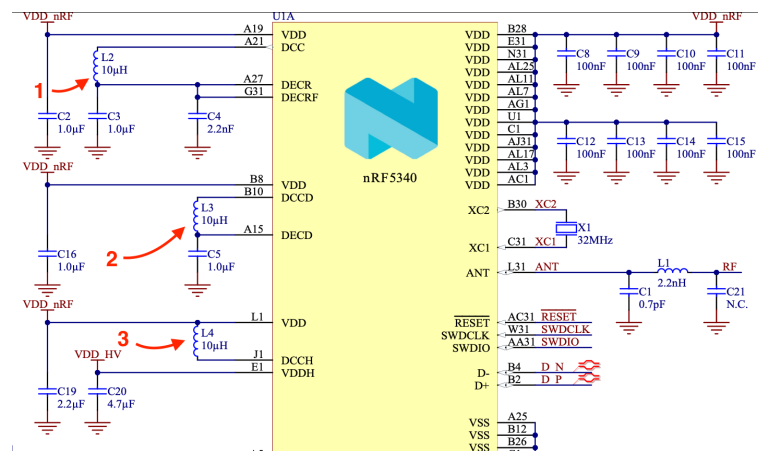 VDD_nRF
U1A
VDD_nRF
A19 VDD
A21 DCC
L2
10µH
1
A27 DECR
G31 DECRF
C2
1.0µF
C3
1.0µF
C4
2.2nF
VDD_nRF
B8 VDD
B10 DCCD
L3
10µH
A15 DECD
2
C16
1.0µF
C5
1.0µF
VDD_nRF
L1 VDD
3
L4
10µH
VDD_HV
J1 DCCH
E1 VDDH
C19
2.2µF
C20
4.7µF
nRF5340
VDD B28
VDD E31
VDD N31
VDD AL25
VDD AL11
VDD AL7
VDD AG1
VDD U1
VDD C1
VDD AJ31
VDD AL17
VDD AL3
VDD AC1
C8
100nF
C9
100nF
C10
100nF
C11
100nF
C12
100nF
C13
100nF
C14
100nF
C15
100nF
XC2 B30 XC2
X1
32MHz
XC1 C31 XC1
ANT L31 ANT
L1
2.2nH
RF
C1
0.7pF
C21
N.C.
RESET AC31 RESET
SWDCLK W31 SWDCLK
SWDIO AA31 SWDIO
D- B4 D_N
D+ B2 D_P
VSS A25
VSS B12
VSS B26